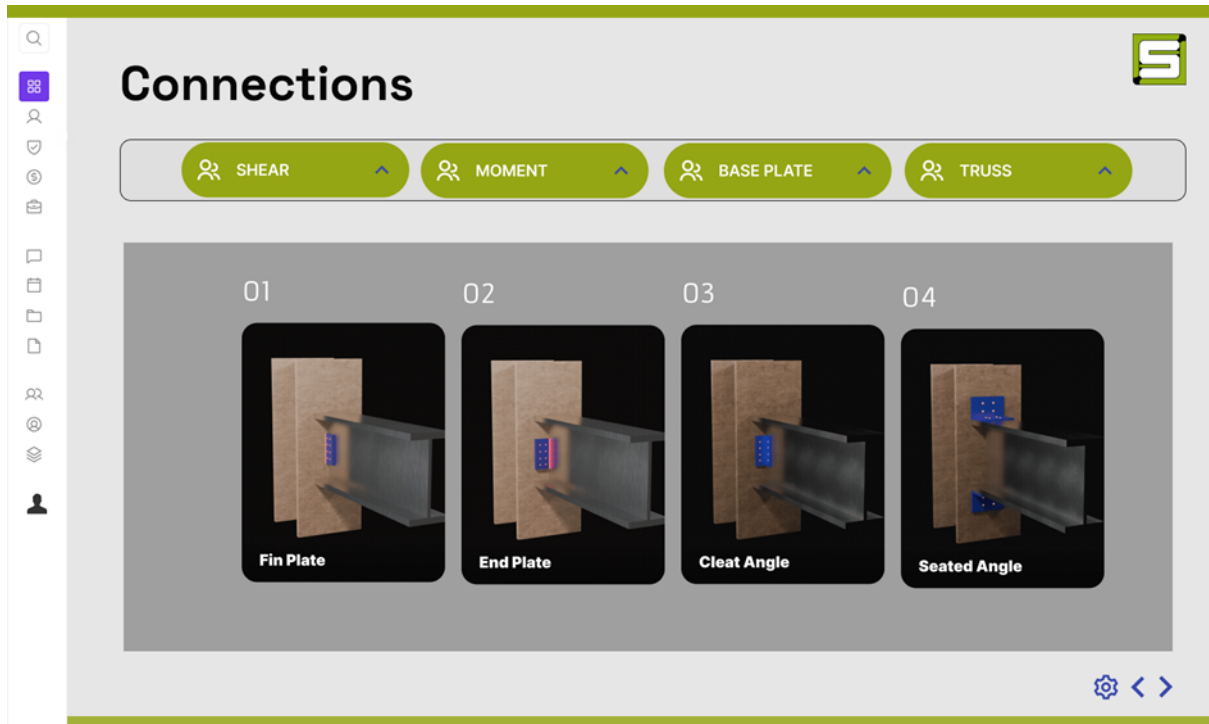 Connections
SHEAR
MOMENT
BASE PLATE
TRUSS
01
02
03
04
Fin Plate
End Plate
Cleat Angle
Seated Angle